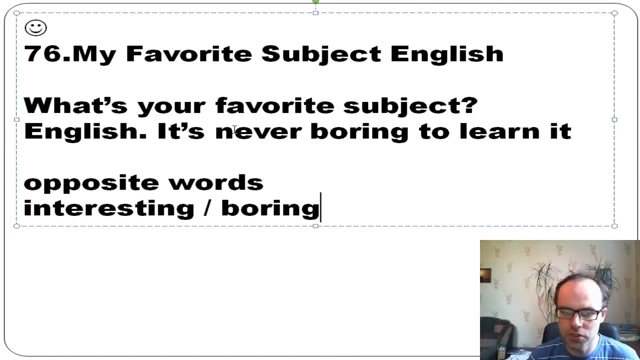 76.My Favorite Subject English
What's your favorite subject?
English. It's never boring to learn it
opposite words
interesting / boring